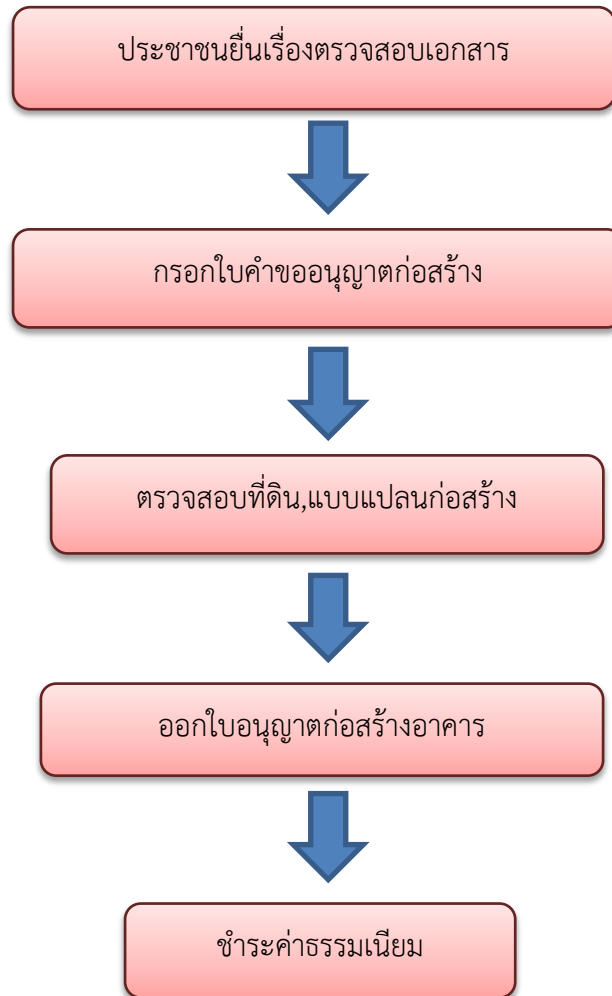 ประชาชนยื่นเรื่องตรวจสอบเอกสาร
กรอกใบคำขออนุญาตก่อสร้าง
ตรวจสอบที่ดิน,แบบแปลนก่อสร้าง
ออกใบอนุญาตก่อสร้างอาคาร
ชำระค่าธรรมเนียม